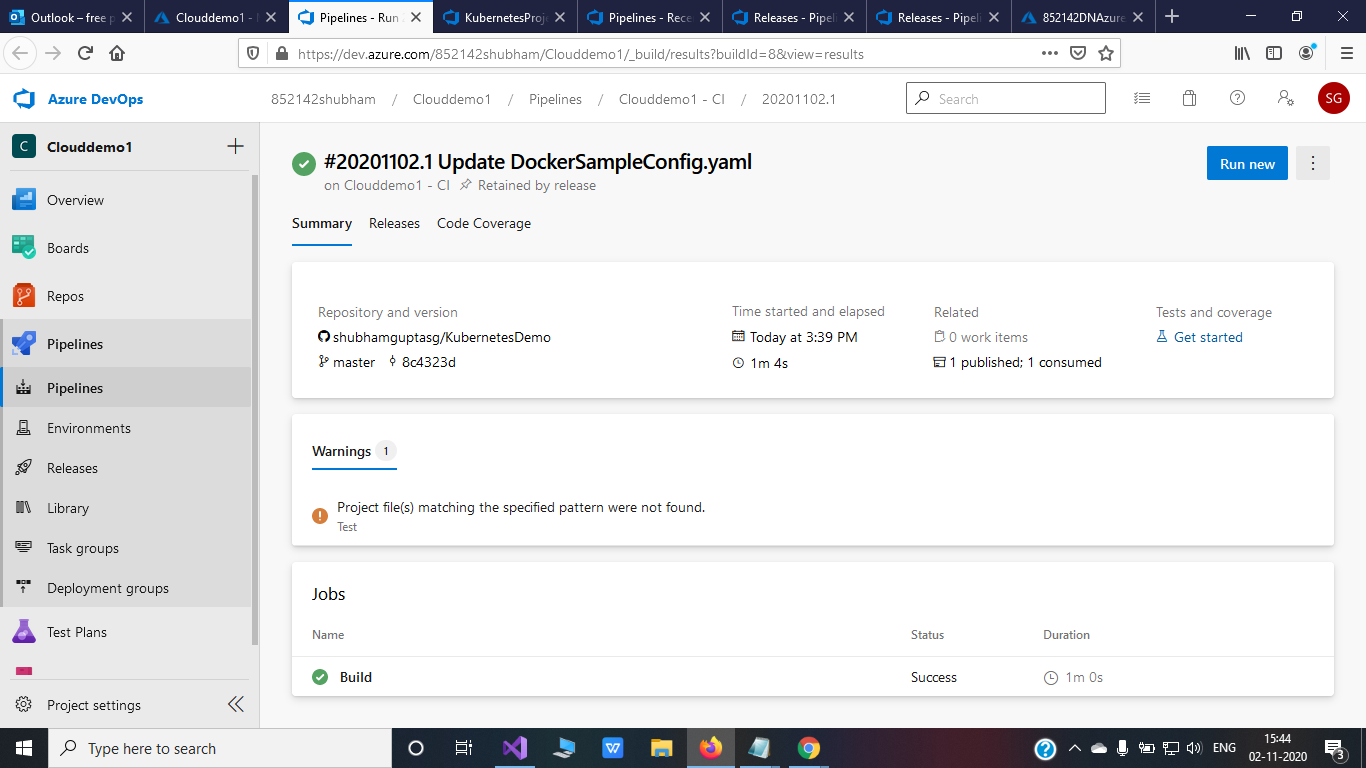 Outlook – free p
Clouddemo1 -
Pipelines - Run
KubernetesProj
Pipelines - Rece
Releases - Pipeli
Releases - Pipeli
852142DNAzure
https://dev.azure.com/852142shubham/Clouddemo1/_build/results?buildId=8&view=results
Azure DevOps
852142shubham / Clouddemo1 / Pipelines / Clouddemo1 - CI / 20201102.1
Search
SG
C Clouddemo1
Overview
Boards
Repos
Pipelines
Pipelines
Environments
Releases
Library
Task groups
Deployment groups
Test Plans
Project settings
#20201102.1 Update DockerSampleConfig.yaml
on Clouddemo1 - CI Retained by release
Run new
Summary Releases Code Coverage
Repository and version
shubhamguptasg/KubernetesDemo
master 8c4323d
Time started and elapsed
Today at 3:39 PM
1m 4s
Related
0 work items
1 published; 1 consumed
Tests and coverage
Get started
Warnings 1
Project file(s) matching the specified pattern were not found.
Test
Jobs
Name Status Duration
Build Success 1m 0s
Type here to search
ENG
15:44
02-11-2020
3